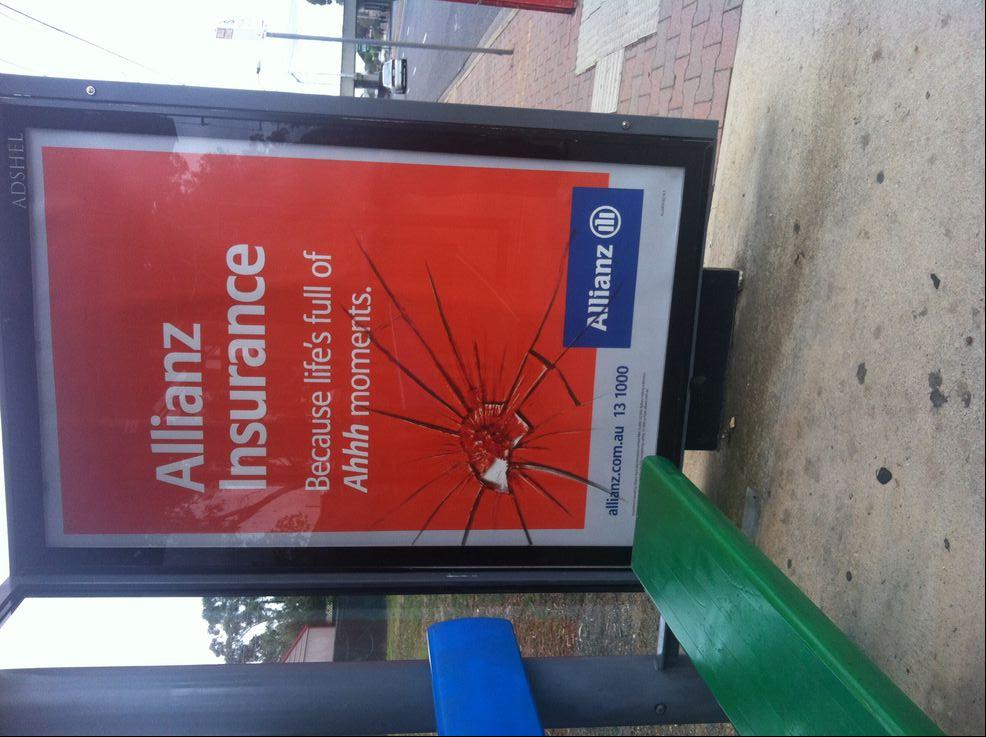 ADSHEL
Allianz
Insurance
Because life's full of
Ahhh moments.
Allianz
allianz.com.au 13 1000